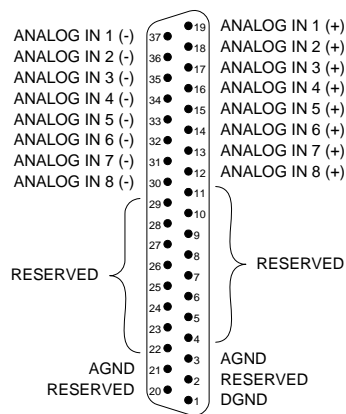 19 ANALOG IN 1 (+)
ANALOG IN 1 (-) 37
18 ANALOG IN 2 (+)
ANALOG IN 2 (-) 36
17 ANALOG IN 3 (+)
ANALOG IN 3 (-) 35
16 ANALOG IN 4 (+)
ANALOG IN 4 (-) 34
15 ANALOG IN 5 (+)
ANALOG IN 5 (-) 33
14 ANALOG IN 6 (+)
ANALOG IN 6 (-) 32
13 ANALOG IN 7 (+)
ANALOG IN 7 (-) 31
12 ANALOG IN 8 (+)
ANALOG IN 8 (-) 30
11
29
10
28
9
27
8
RESERVED
26
RESERVED
7
25
6
24
5
23
4
22
3 AGND
AGND 21
2 RESERVED
RESERVED 20
1 DGND